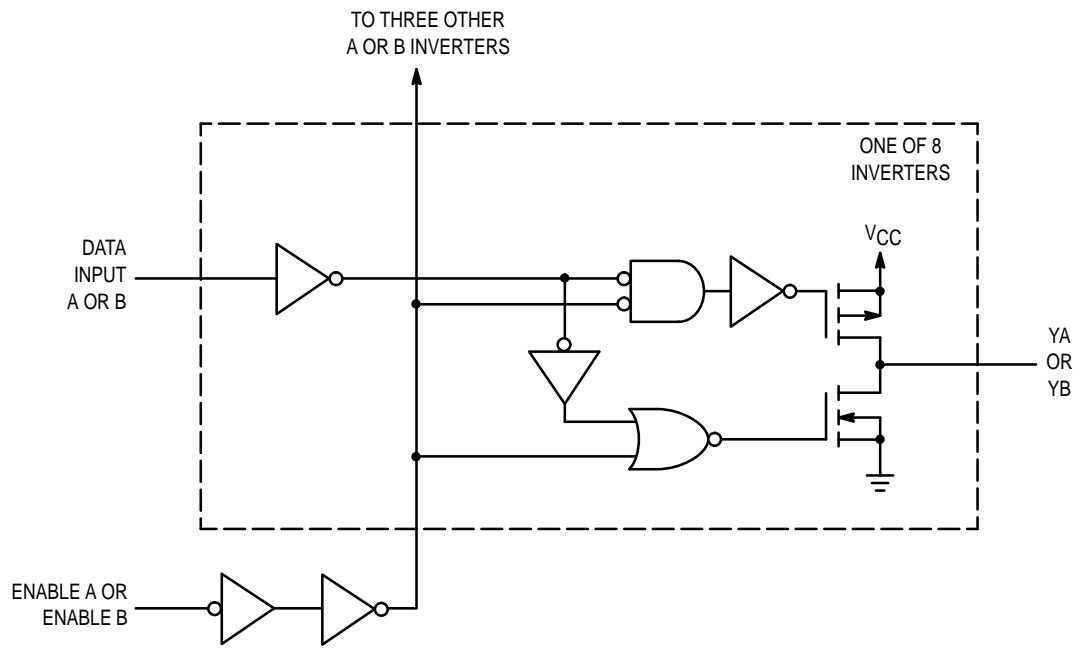 TO THREE OTHER
A OR B INVERTERS
ONE OF 8
INVERTERS
DATA
INPUT
A OR B
VCC
YA
OR
YB
ENABLE A OR
ENABLE B